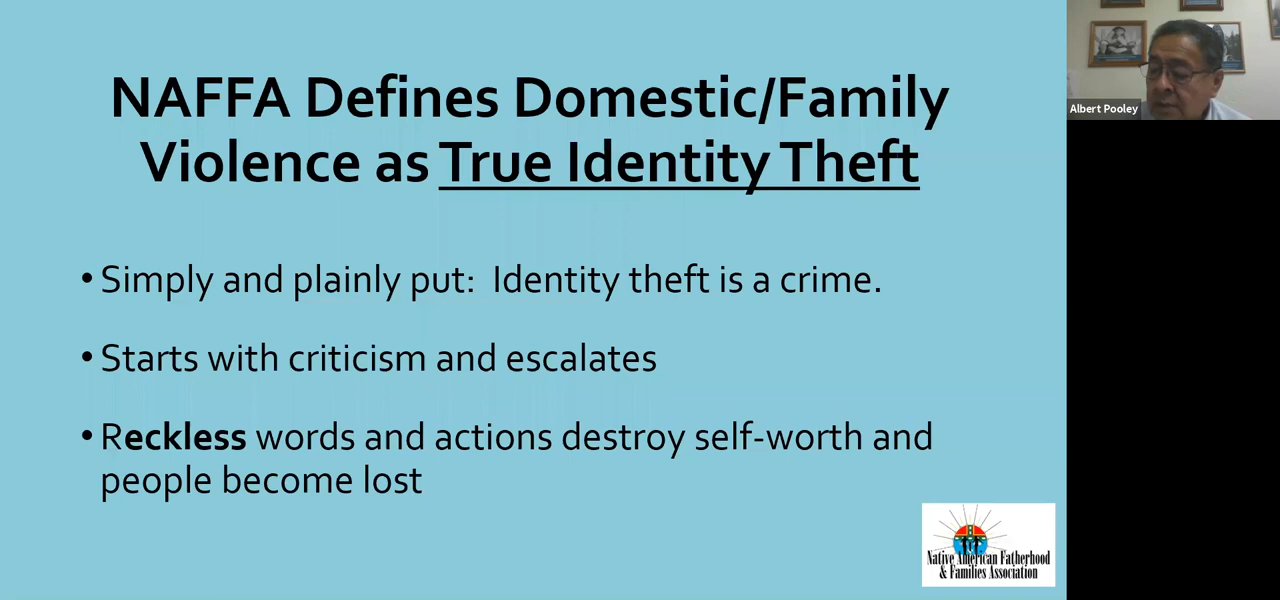 NAFFA Defines Domestic/Family
Violence as True Identity Theft
• Simply and plainly put:  Identity theft is a crime.
• Starts with criticism and escalates
• Reckless words and actions destroy self-worth and
people become lost
Native American Fatherhood
& Families Association
Albert Pooley